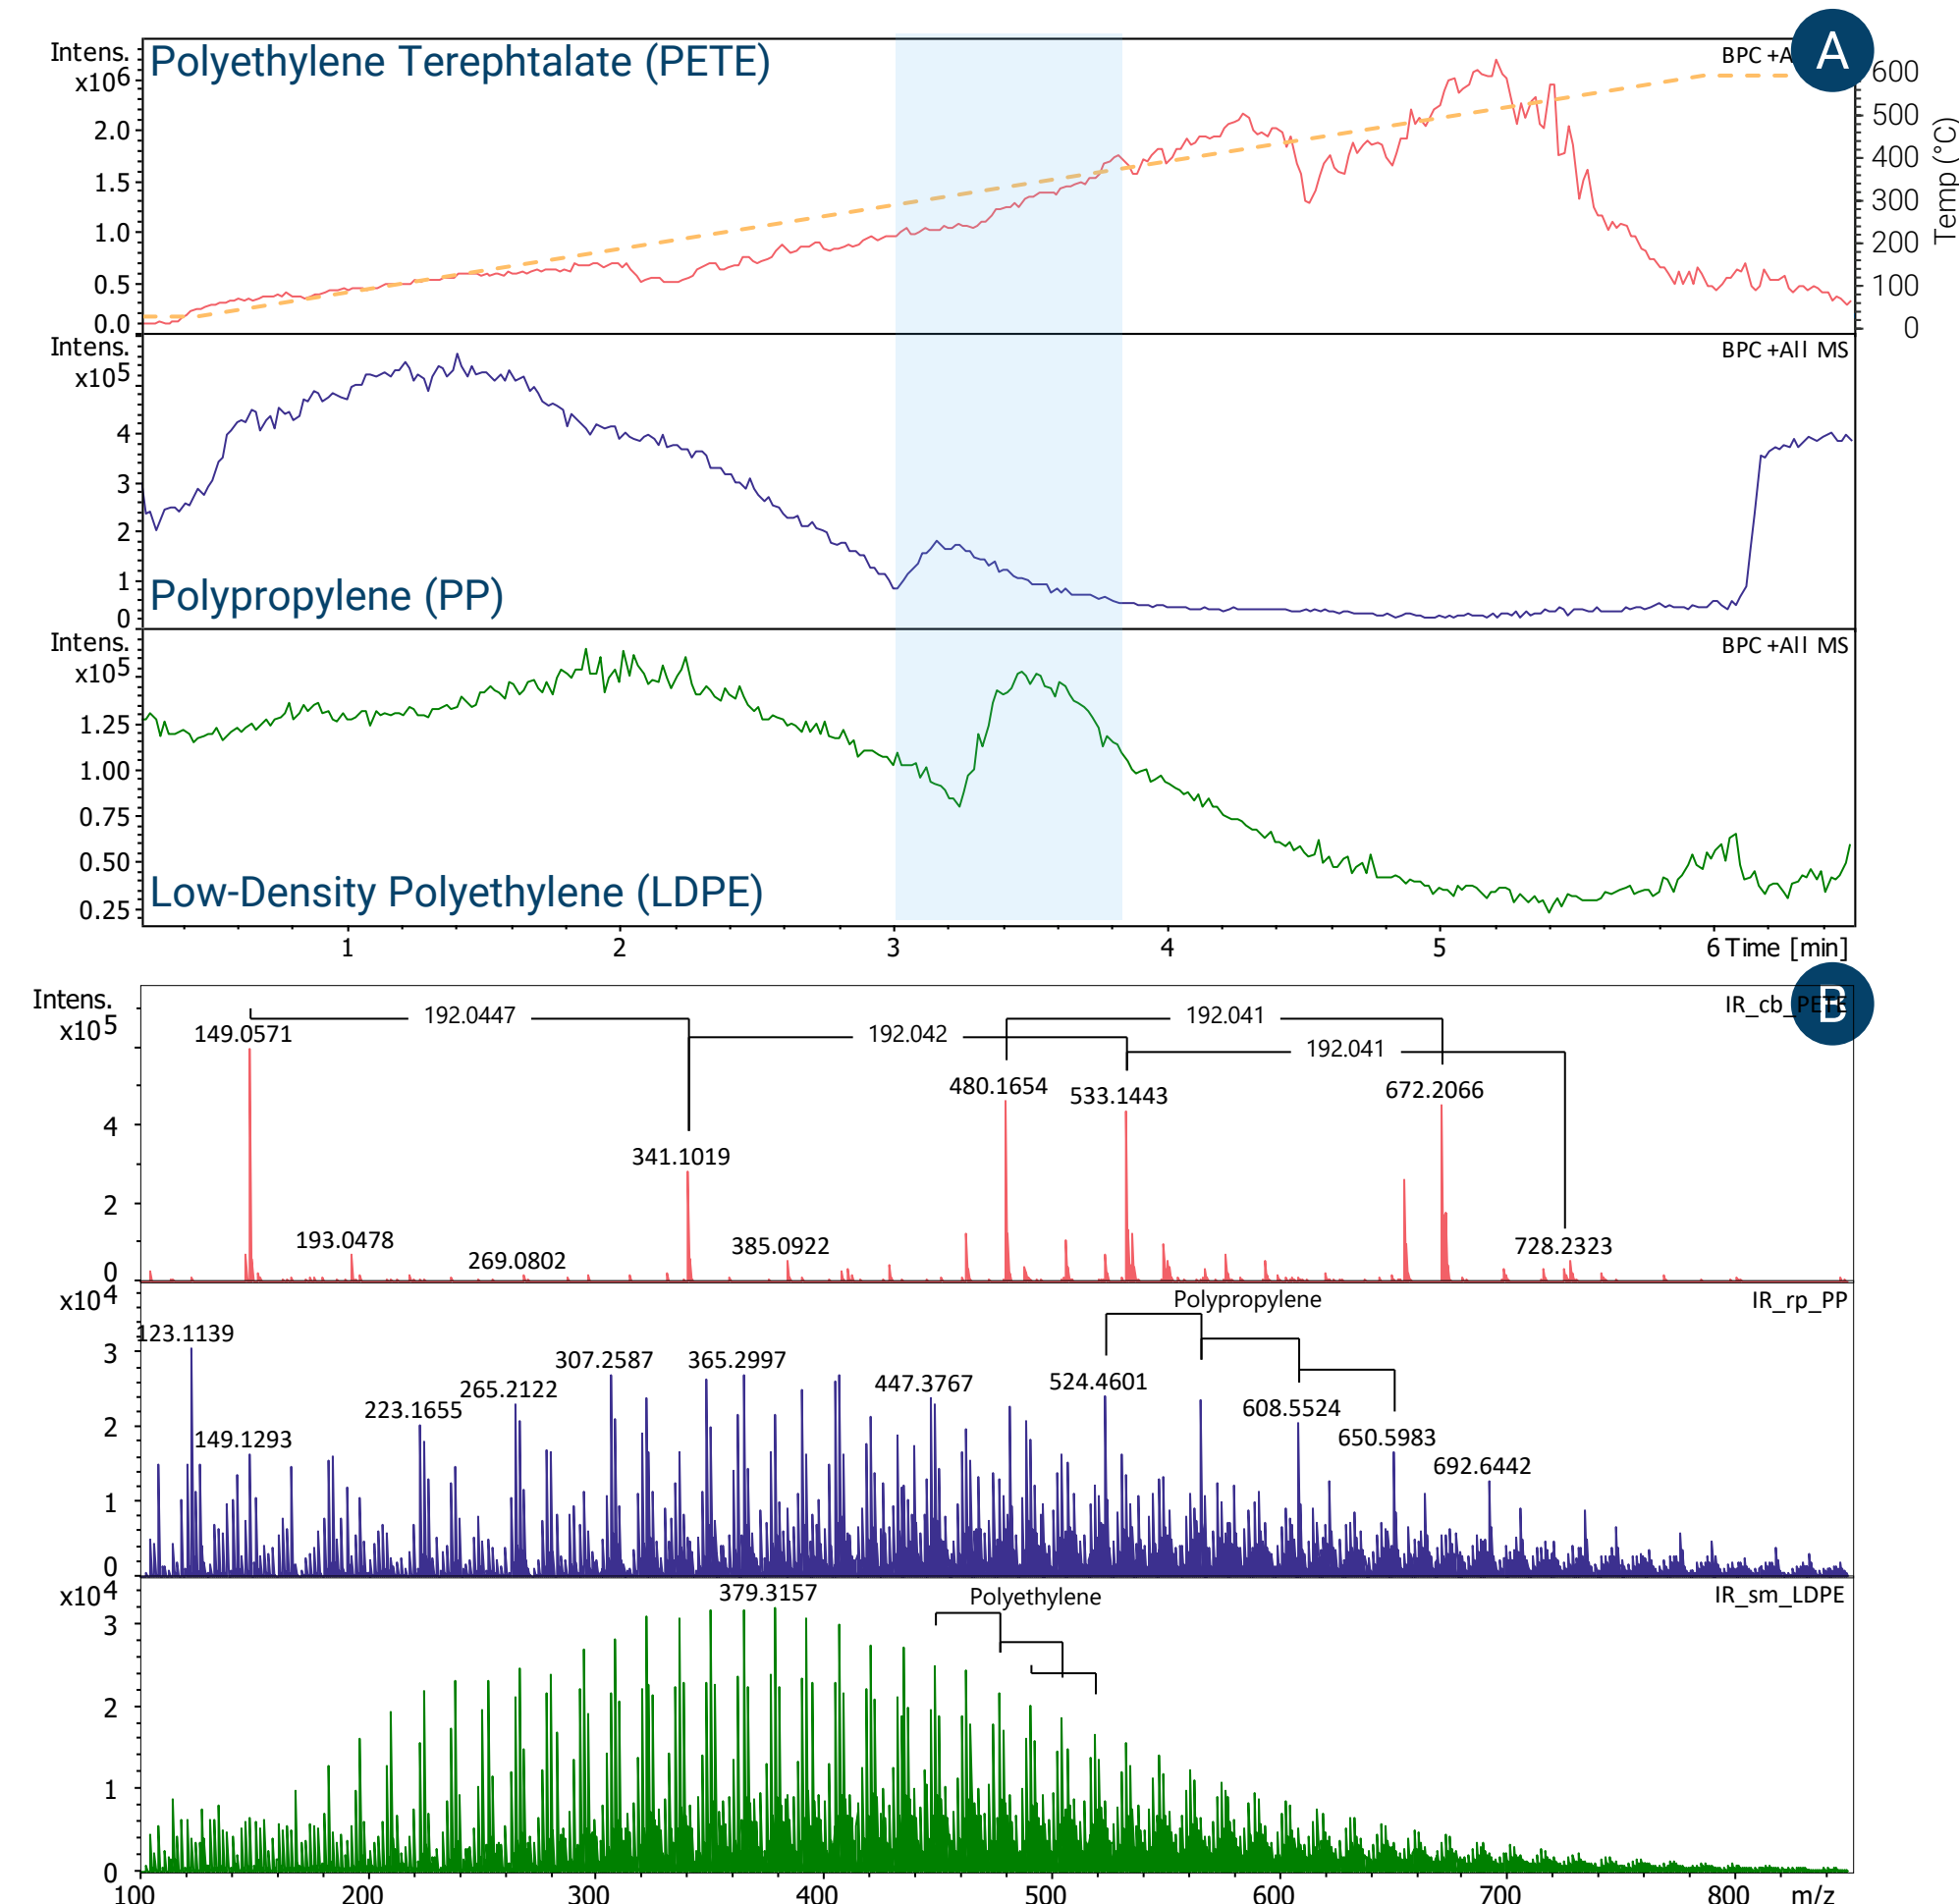 Intens.
x10^6
Polyethylene Terephtalate (PETE)
BPC +A
A
2.0
1.5
1.0
0.5
0.0
600
500
400
300
200
100
0
Temp (°C)
Intens.
x10^5
BPC +All MS
4
3
2
1
0
Polypropylene (PP)
Intens.
x10^5
BPC +All MS
1.25
1.00
0.75
0.50
0.25
Low-Density Polyethylene (LDPE)
1 2 3 4 5 6 Time [min]
B
Intens.
x10^5
IR_cb_PETE
192.0447
192.041
149.0571
192.042
192.041
480.1654
533.1443
672.2066
341.1019
193.0478
269.0802
385.0922
728.2323
4
2
0
x10^4
Polypropylene
IR_rp_PP
123.1139
307.2587
365.2997
524.4601
447.3767
265.2122
223.1655
608.5524
149.1293
650.5983
692.6442
3
2
1
0
x10^4
379.3157
Polyethylene
IR_sm_LDPE
3
2
1
0
100 200 300 400 500 600 700 800 m/z